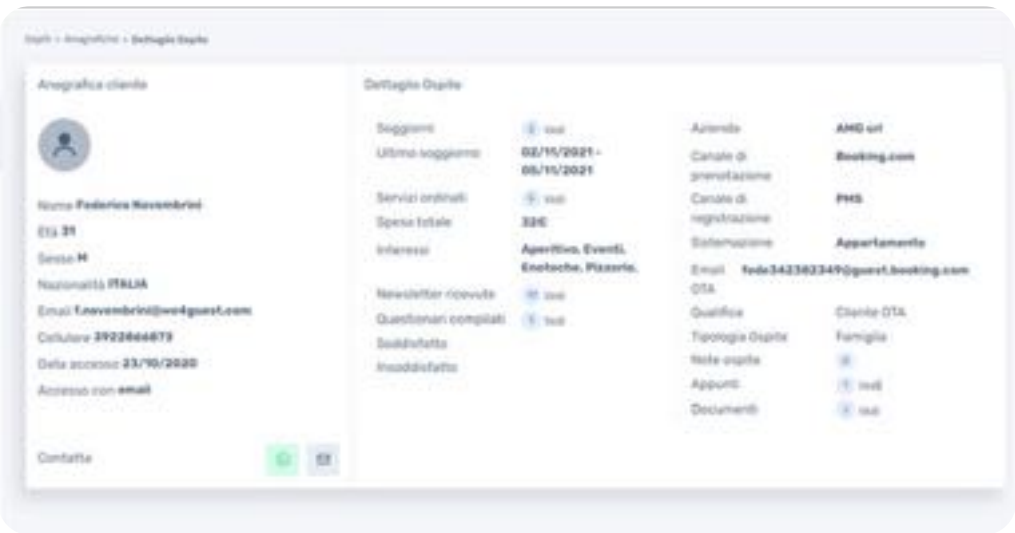 Ospiti > Anagrafiche > Dettaglio Ospite
Anagrafica cliente
Nome Federico Novembrini
Età 31
Sesso M
Nazionalità ITALIA
Email f.novembrini@wo4guest.com
Cellulare 3922866873
Data accesso 23/10/2020
Accesso con email
Contatta
Dettaglio Ospite
Soggiorni
Ultimo soggiorno 02/11/2021 -
05/11/2021
Servizi ordinati
Spesa totale 32€
Interessi Aperitivo, Eventi,
Enoteche, Pizzerie,
Newsletter ricevute
Questionari compilati
Soddisfatto
Insoddisfatto
Azienda AMG srl
Canale di Booking.com
prenotazione
Canale di PMS
registrazione
Sistemazione Appartamento
Email
OTA
Qualifica Cliente OTA
Tipologia Ospite Famiglia
Note ospite
Appunti
Documenti